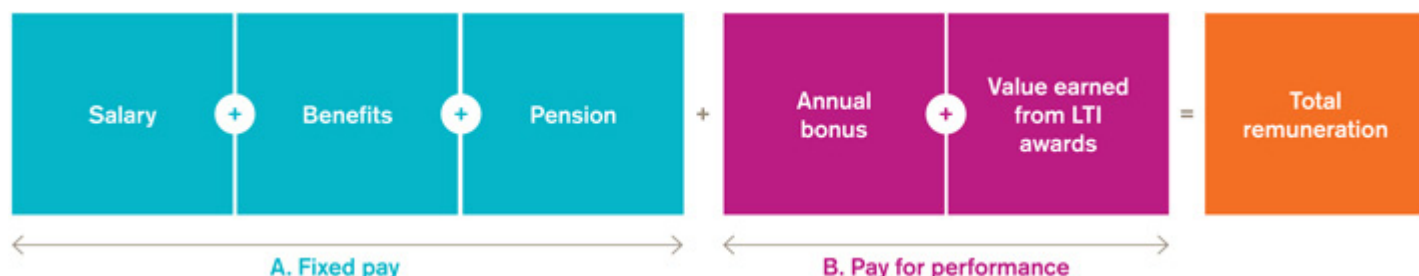 Salary
+
Benefits
+
Pension
+
Annual
bonus
+
Value earned
from LTI
awards
=
Total
remuneration
A. Fixed pay
B. Pay for performance